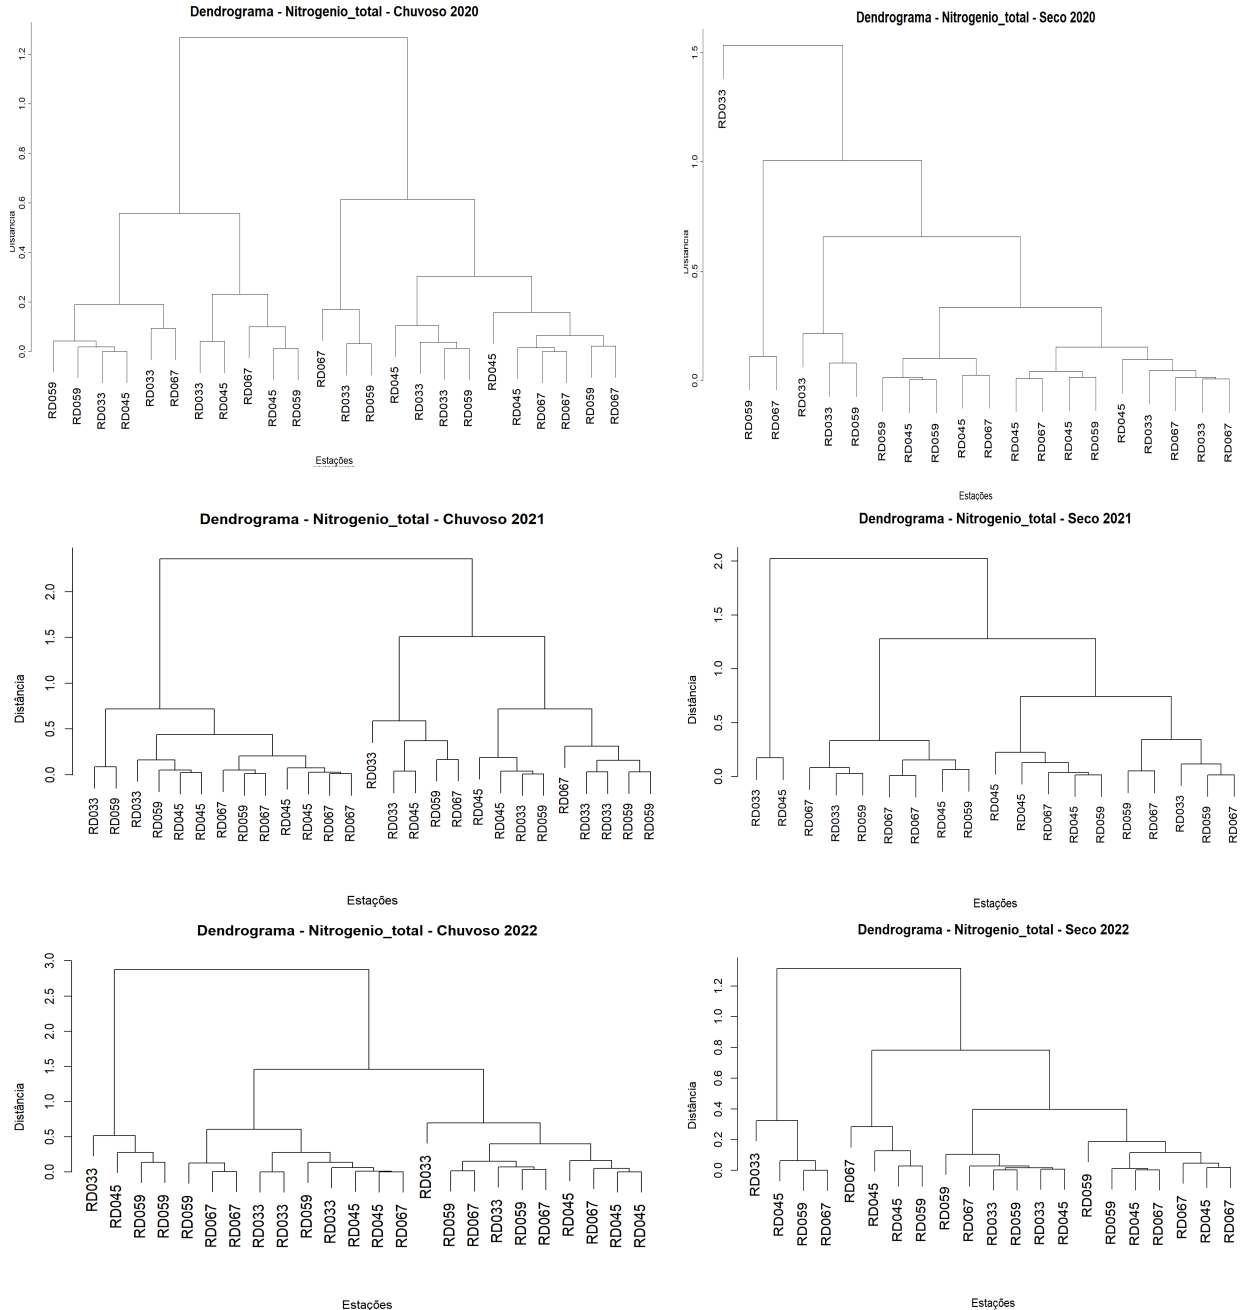 Dendrograma - Nitrogenio_total - Chuvoso 2020
Distância
0.0 0.2 0.4 0.6 0.8 1.0 1.2
RD059 RD059 RD033 RD045 RD033 RD067 RD033 RD045 RD067 RD045 RD059 RD067 RD033 RD059 RD045 RD033 RD033 RD059 RD045 RD045 RD067 RD067 RD059 RD067
Estações
Dendrograma - Nitrogenio_total - Seco 2020
Distância
0.0 0.5 1.0 1.5
RD033 RD059 RD067 RD033 RD033 RD059 RD059 RD045 RD059 RD045 RD067 RD045 RD067 RD045 RD059 RD045 RD033 RD067 RD033 RD067
Estações
Dendrograma - Nitrogenio_total - Chuvoso 2021
Distância
0.0 0.5 1.0 1.5 2.0
RD033 RD059 RD033 RD059 RD045 RD045 RD067 RD059 RD067 RD045 RD045 RD067 RD067 RD033 RD033 RD045 RD059 RD067 RD045 RD045 RD033 RD059 RD067 RD033 RD033 RD059 RD059
Estações
Dendrograma - Nitrogenio_total - Seco 2021
Distância
0.0 0.5 1.0 1.5 2.0
RD033 RD045 RD067 RD033 RD059 RD067 RD067 RD045 RD059 RD045 RD045 RD067 RD045 RD059 RD059 RD067 RD033 RD059 RD067
Estações
Dendrograma - Nitrogenio_total - Chuvoso 2022
Distância
0.0 0.5 1.0 1.5 2.0 2.5 3.0
RD033 RD045 RD059 RD059 RD059 RD067 RD067 RD033 RD033 RD059 RD033 RD045 RD045 RD067 RD033 RD059 RD067 RD033 RD059 RD067 RD045 RD067 RD045 RD045
Estações
Dendrograma - Nitrogenio_total - Seco 2022
Distância
0.0 0.2 0.4 0.6 0.8 1.0 1.2
RD033 RD045 RD059 RD067 RD067 RD045 RD045 RD059 RD059 RD067 RD033 RD059 RD033 RD045 RD059 RD059 RD045 RD067 RD067 RD045 RD067
Estações